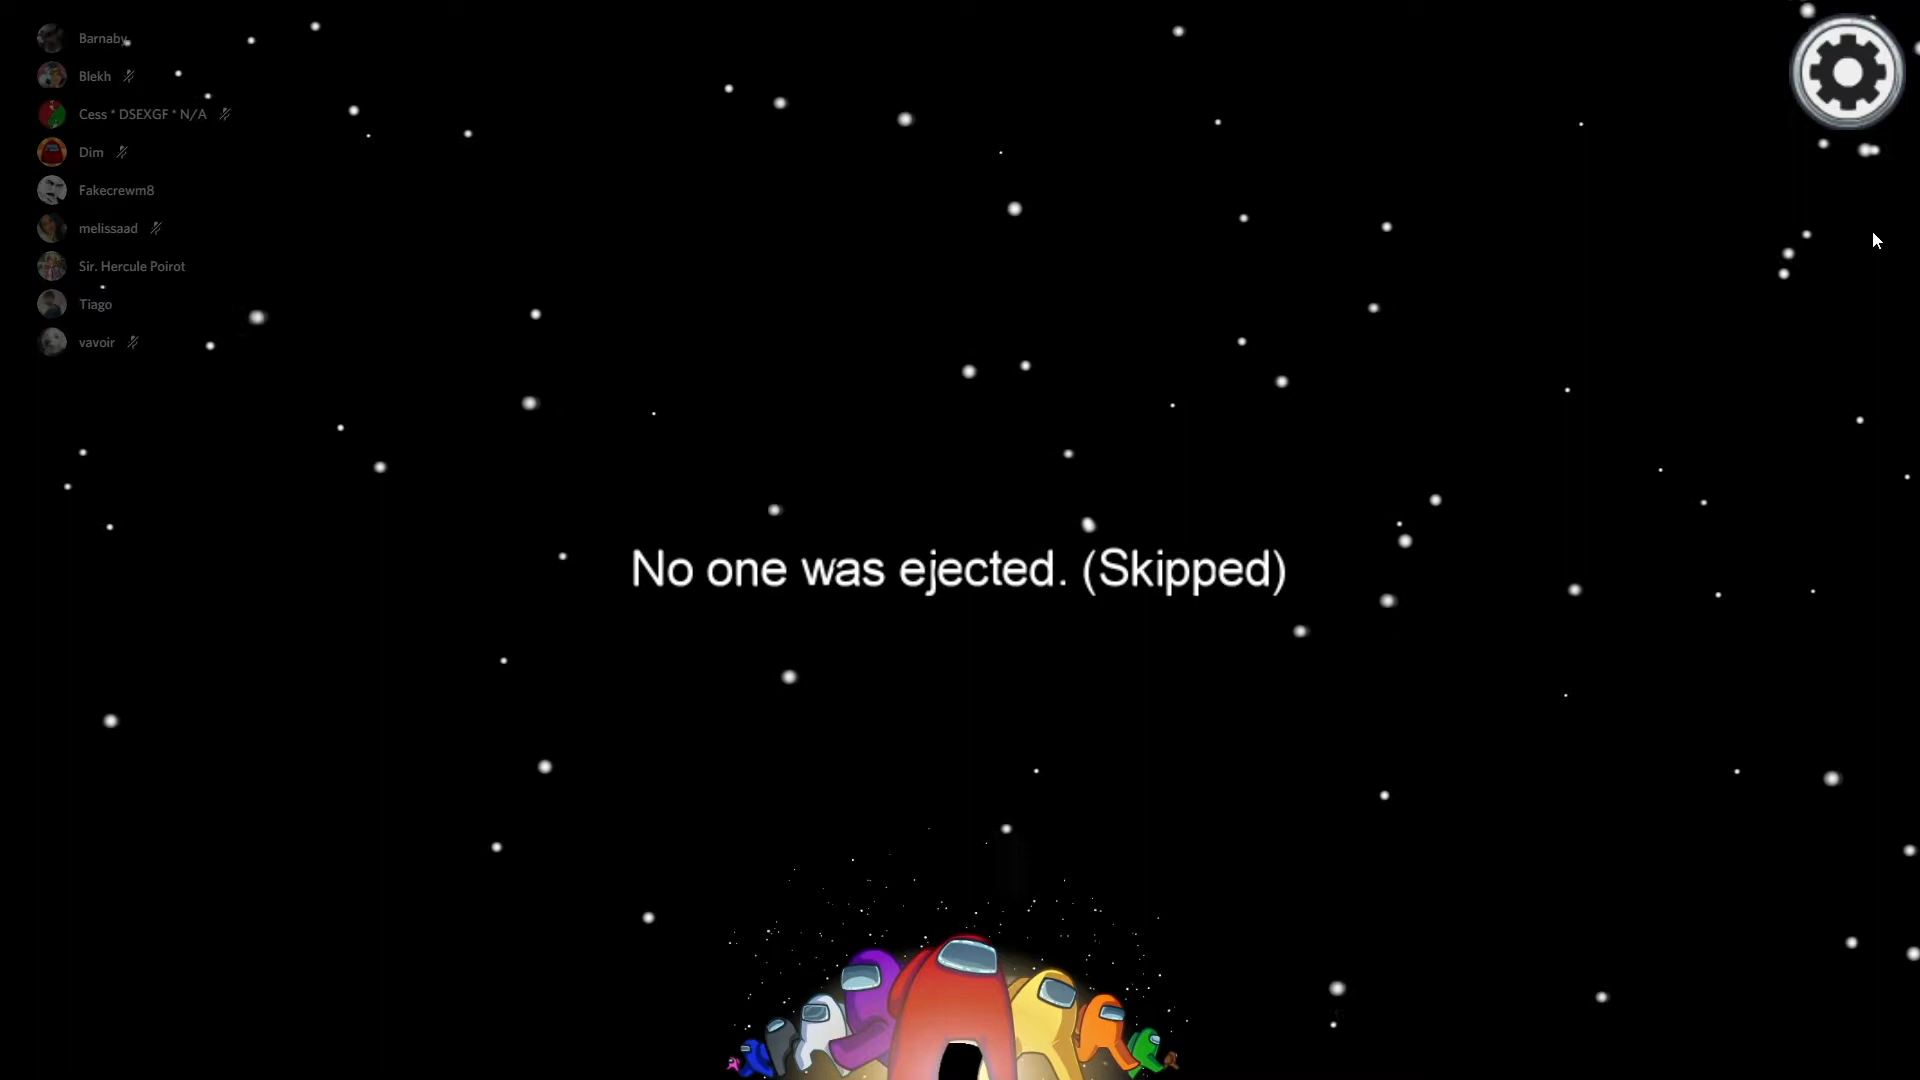 Barnaby
Blekh
Cess * DSEXGF * N/A
Dim
Fakecrewm8
melissaad
Sir. Hercule Poirot
Tiago
vavoir
No one was ejected. (Skipped)